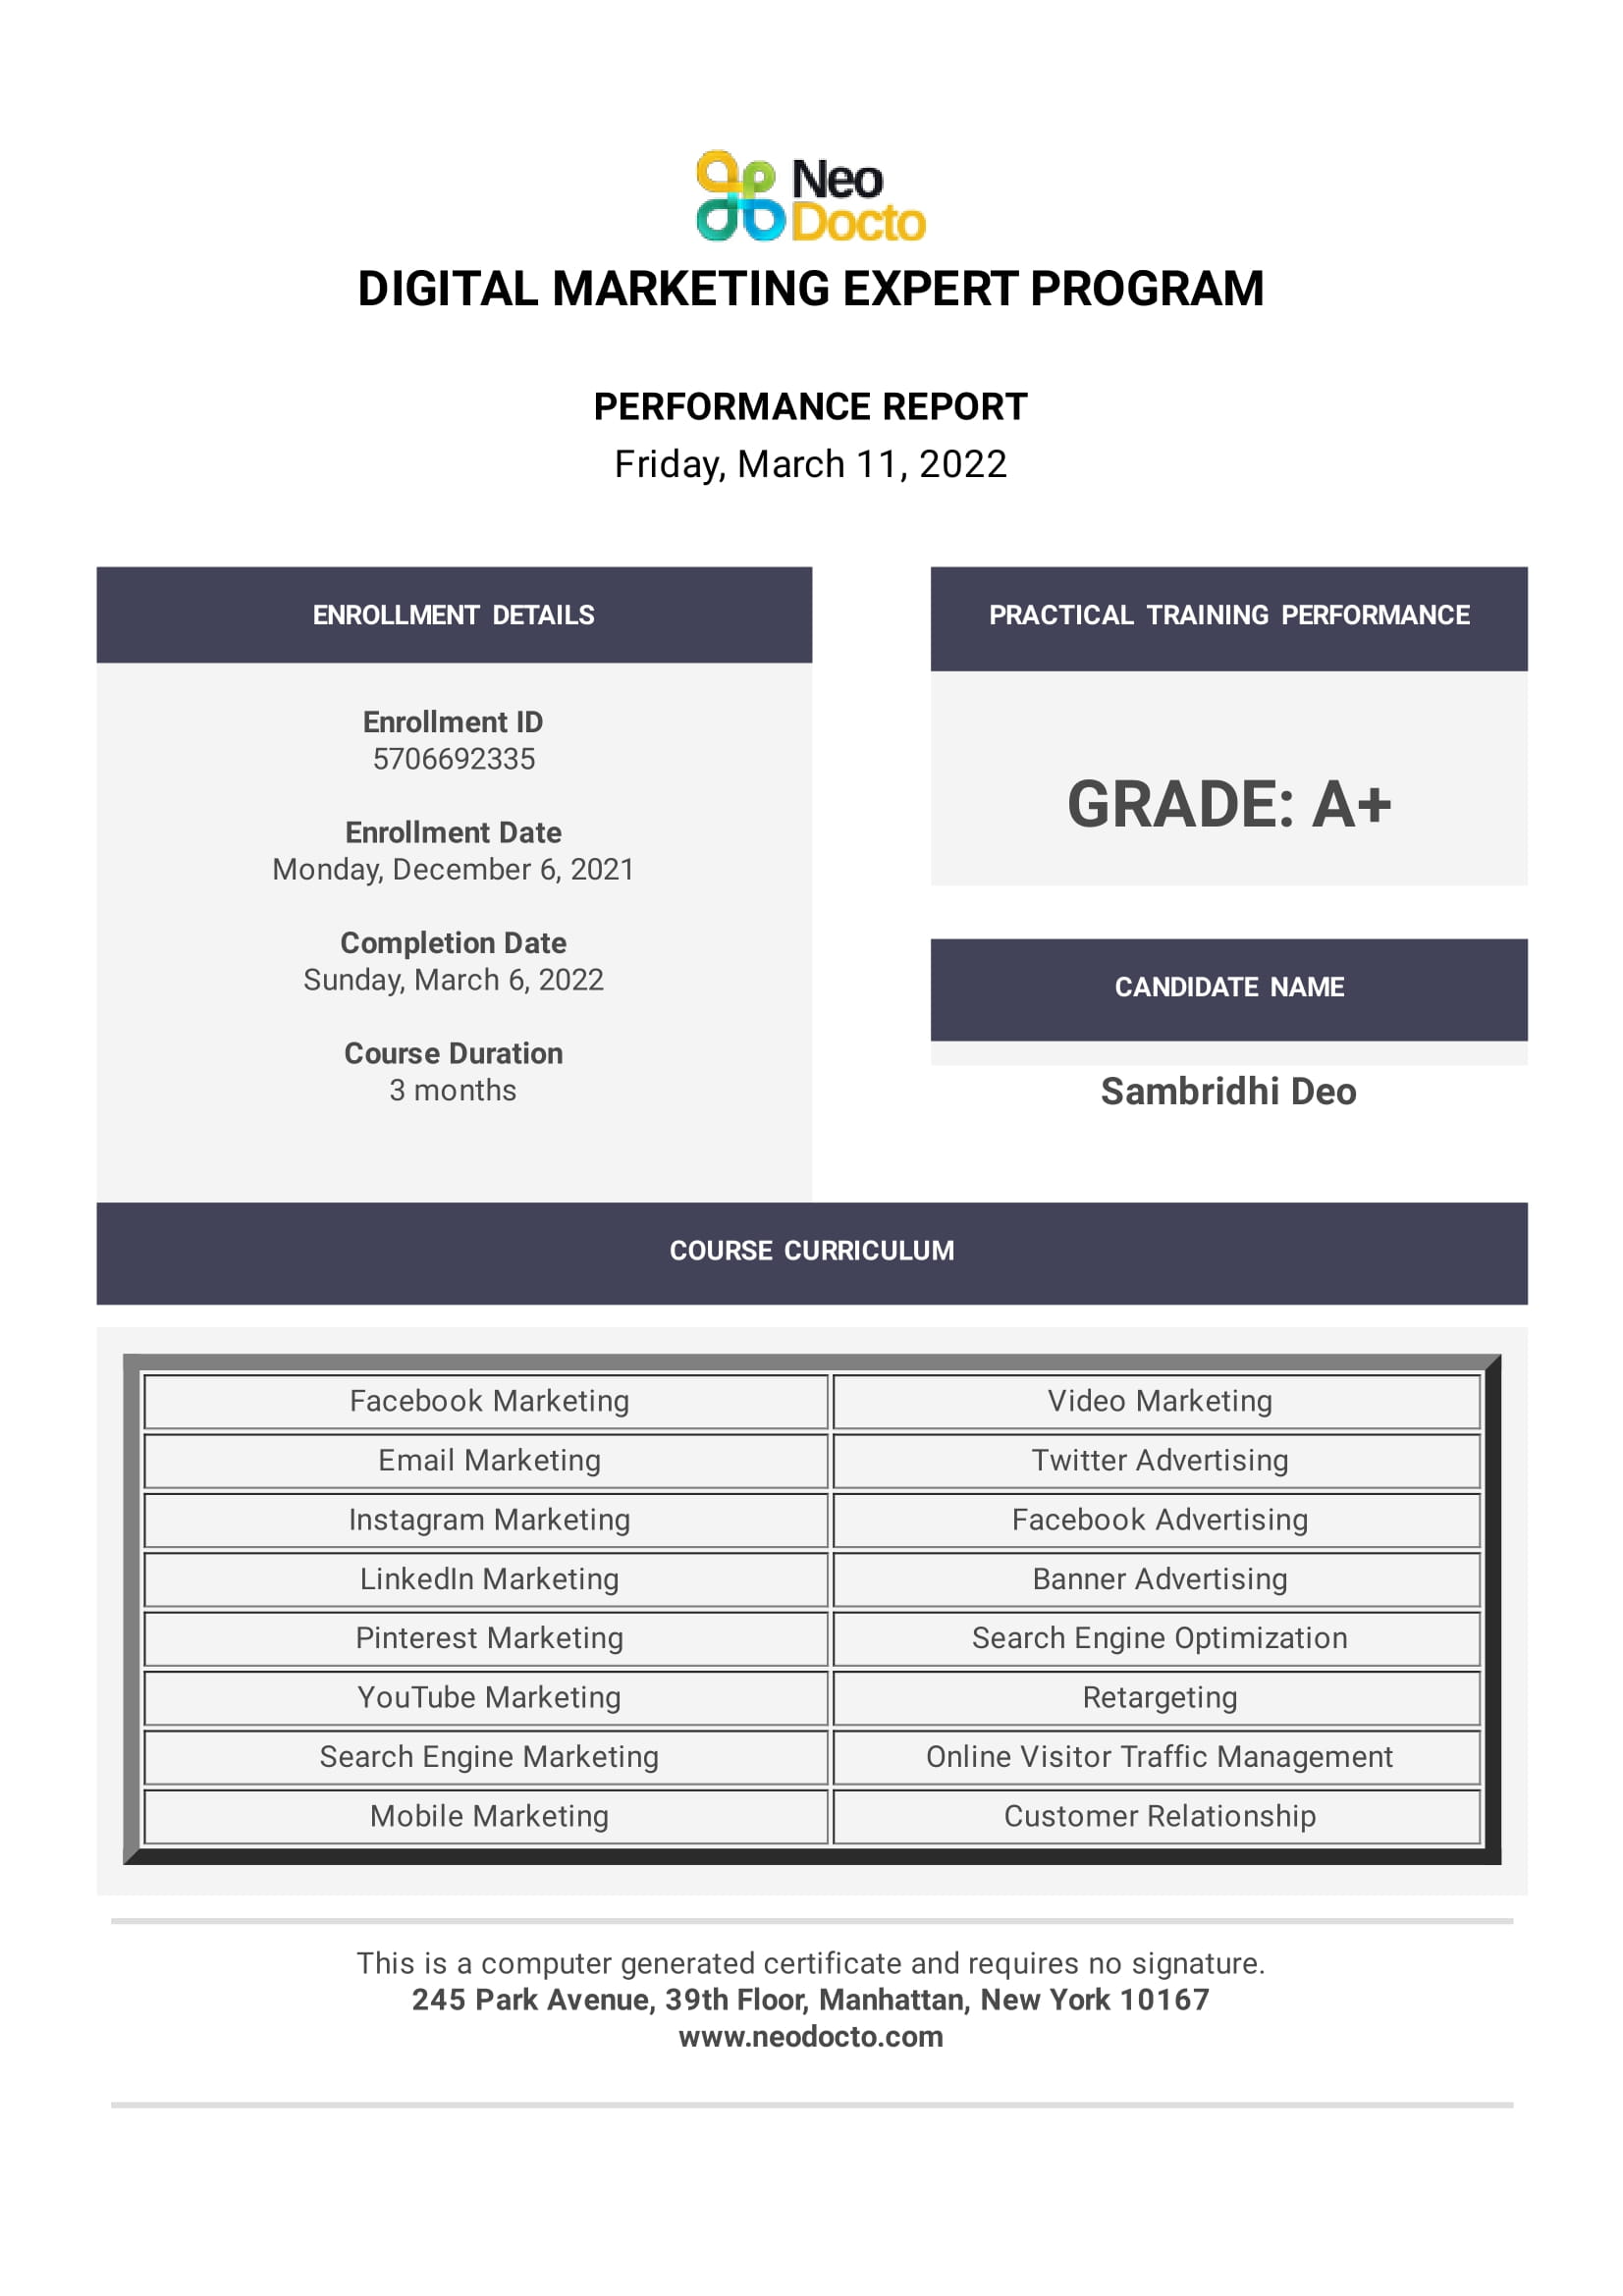 Neo
Docto
DIGITAL MARKETING EXPERT PROGRAM
PERFORMANCE REPORT
Friday, March 11, 2022
ENROLLMENT DETAILS
Enrollment ID
5706692335
Enrollment Date
Monday, December 6, 2021
Completion Date
Sunday, March 6, 2022
Course Duration
3 months
PRACTICAL TRAINING PERFORMANCE
GRADE: A+
CANDIDATE NAME
Sambridhi Deo
COURSE CURRICULUM
Facebook Marketing
Video Marketing
Email Marketing
Twitter Advertising
Instagram Marketing
Facebook Advertising
LinkedIn Marketing
Banner Advertising
Pinterest Marketing
Search Engine Optimization
YouTube Marketing
Retargeting
Search Engine Marketing
Online Visitor Traffic Management
Mobile Marketing
Customer Relationship
This is a computer generated certificate and requires no signature.
245 Park Avenue, 39th Floor, Manhattan, New York 10167
www.neodocto.com